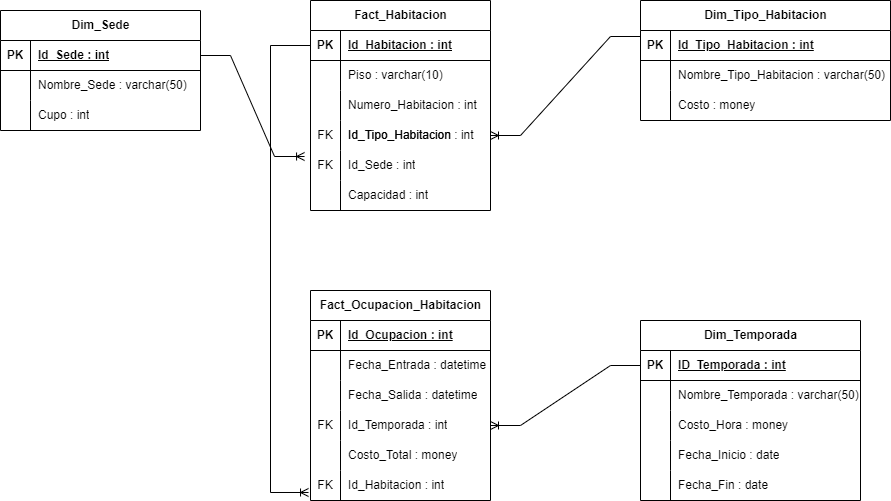 Dim_Sede
PK Id_Sede : int
Nombre_Sede : varchar(50)
Cupo : int
Fact_Habitacion
PK Id_Habitacion : int
Piso : varchar(10)
Numero_Habitacion : int
FK Id_Tipo_Habitacion : int
FK Id_Sede : int
Capacidad : int
Dim_Tipo_Habitacion
PK Id_Tipo_Habitacion : int
Nombre_Tipo_Habitacion : varchar(50)
Costo : money
Fact_Ocupacion_Habitacion
PK Id_Ocupacion : int
Fecha_Entrada : datetime
Fecha_Salida : datetime
FK Id_Temporada : int
Costo_Total : money
FK Id_Habitacion : int
Dim_Temporada
PK ID_Temporada : int
Nombre_Temporada : varchar(50)
Costo_Hora : money
Fecha_Inicio : date
Fecha_Fin : date